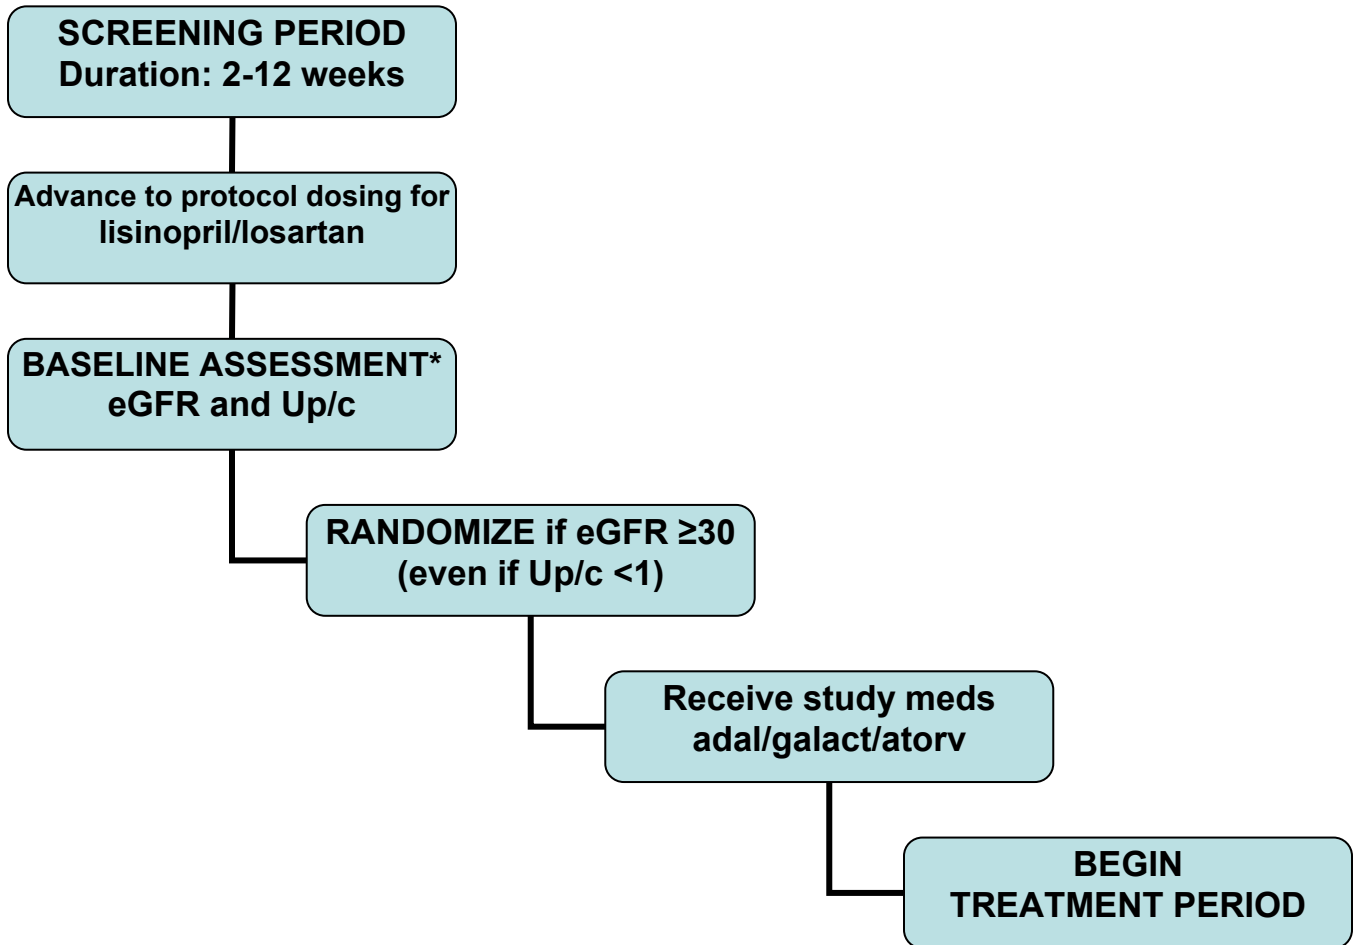 SCREENING PERIOD
Duration: 2-12 weeks
Advance to protocol dosing for
lisinopril/losartan
BASELINE ASSESSMENT*
eGFR and Up/c
RANDOMIZE if eGFR ≥30
(even if Up/c <1)
Receive study meds
adal/galact/atorv
BEGIN
TREATMENT PERIOD